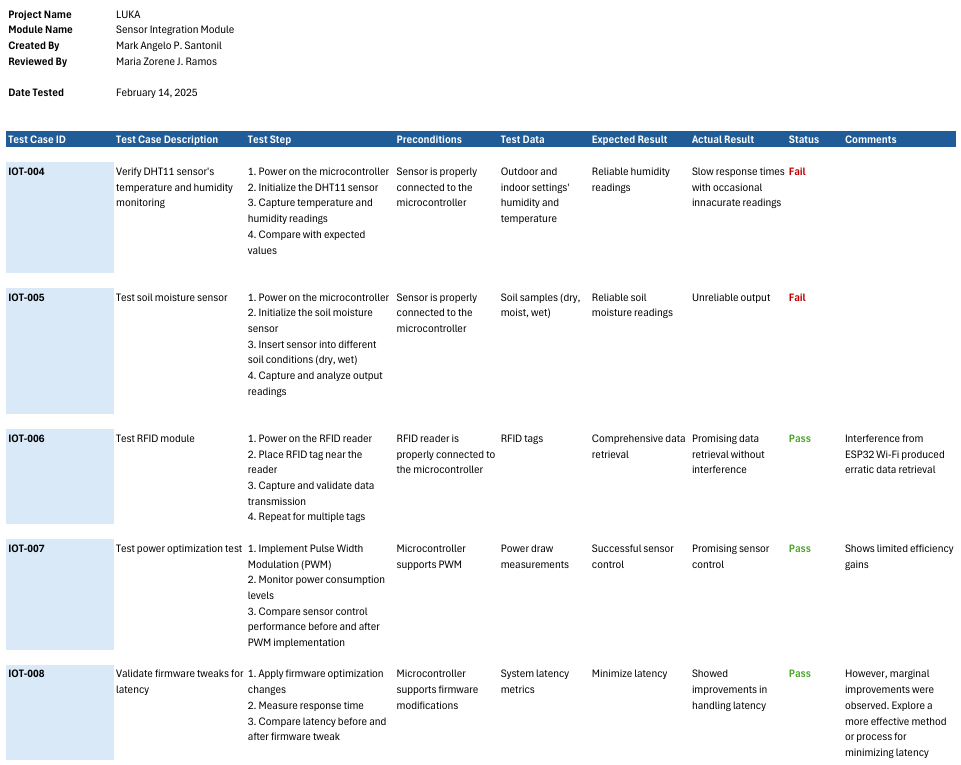 Project Name LUKA
Module Name Sensor Integration Module
Created By Mark Angelo P. Santonil
Reviewed By Maria Zorene J. Ramos
Date Tested February 14, 2025
Test Case ID Test Case Description Test Step Preconditions Test Data Expected Result Actual Result Status Comments
IOT-004 Verify DHT11 sensor's 1. Power on the microcontroller Sensor is properly Outdoor and Reliable humidity Slow response times Fail
temperature and humidity 2. Initialize the DHT11 sensor connected to the indoor settings' readings with occasional
monitoring 3. Capture temperature and microcontroller humidity and innacurate readings
humidity readings temperature
4. Compare with expected
values
IOT-005 Test soil moisture sensor 1. Power on the microcontroller Sensor is properly Soil samples (dry, Reliable soil Unreliable output Fail
2. Initialize the soil moisture connected to the moist, wet) moisture readings
sensor microcontroller
3. Insert sensor into different
soil conditions (dry, wet)
4. Capture and analyze output
readings
IOT-006 Test RFID module 1. Power on the RFID reader RFID reader is RFID tags Comprehensive data Promising data Pass Interference from
2. Place RFID tag near the properly connected to retrieval retrieval without ESP32 Wi-Fi produced
reader the microcontroller interference erratic data retrieval
3. Capture and validate data
transmission
4. Repeat for multiple tags
IOT-007 Test power optimization test 1. Implement Pulse Width Microcontroller Power draw Successful sensor Promising sensor Pass Shows limited efficiency
Modulation (PWM) supports PWM measurements control control gains
2. Monitor power consumption
levels
3. Compare sensor control
performance before and after
PWM implementation
IOT-008 Validate firmware tweaks for 1. Apply firmware optimization Microcontroller System latency Minimize latency Showed Pass However, marginal
latency changes supports firmware metrics improvements in improvements were
2. Measure response time modifications handling latency observed. Explore a
3. Compare latency before and more effective method
after firmware tweak or process for
minimizing latency